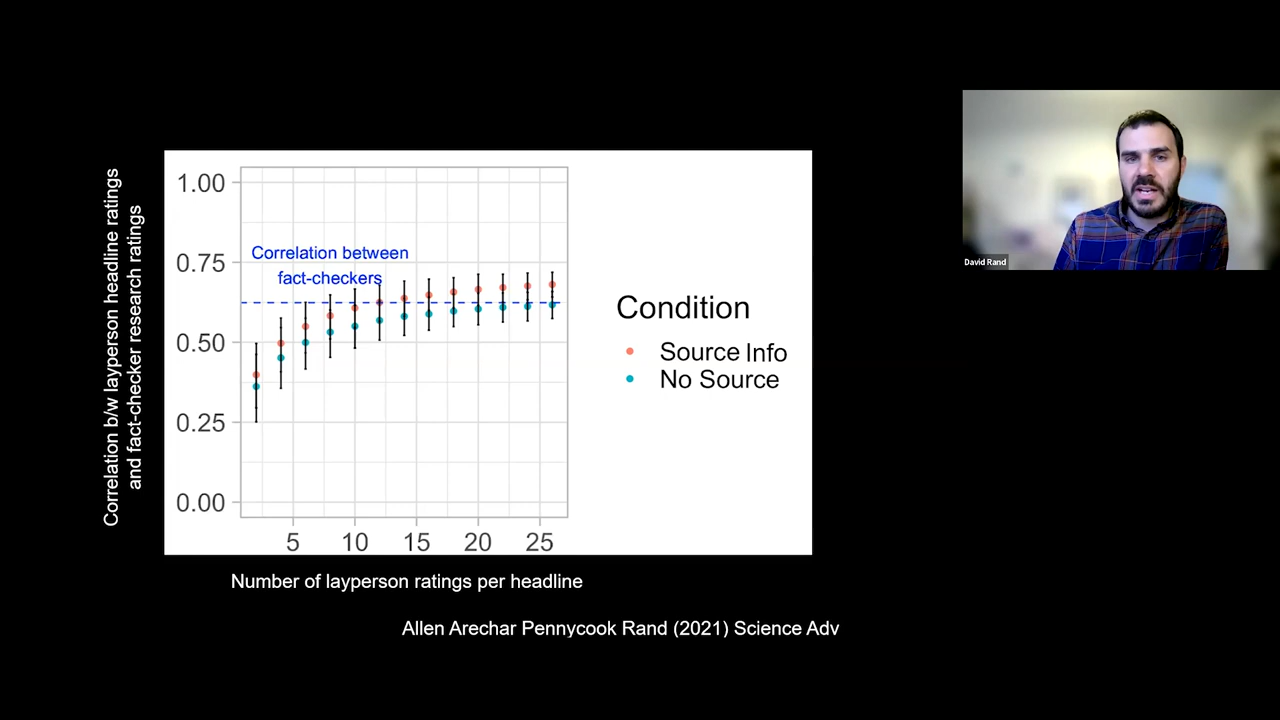 Correlation b/w layperson headline ratings
and fact-checker research ratings
1.00
0.75
0.50
0.25
0.00
Correlation between
fact-checkers
5 10 15 20 25
Number of layperson ratings per headline
Condition
Source Info
No Source
Allen Arechar Pennycook Rand (2021) Science Adv
David Rand